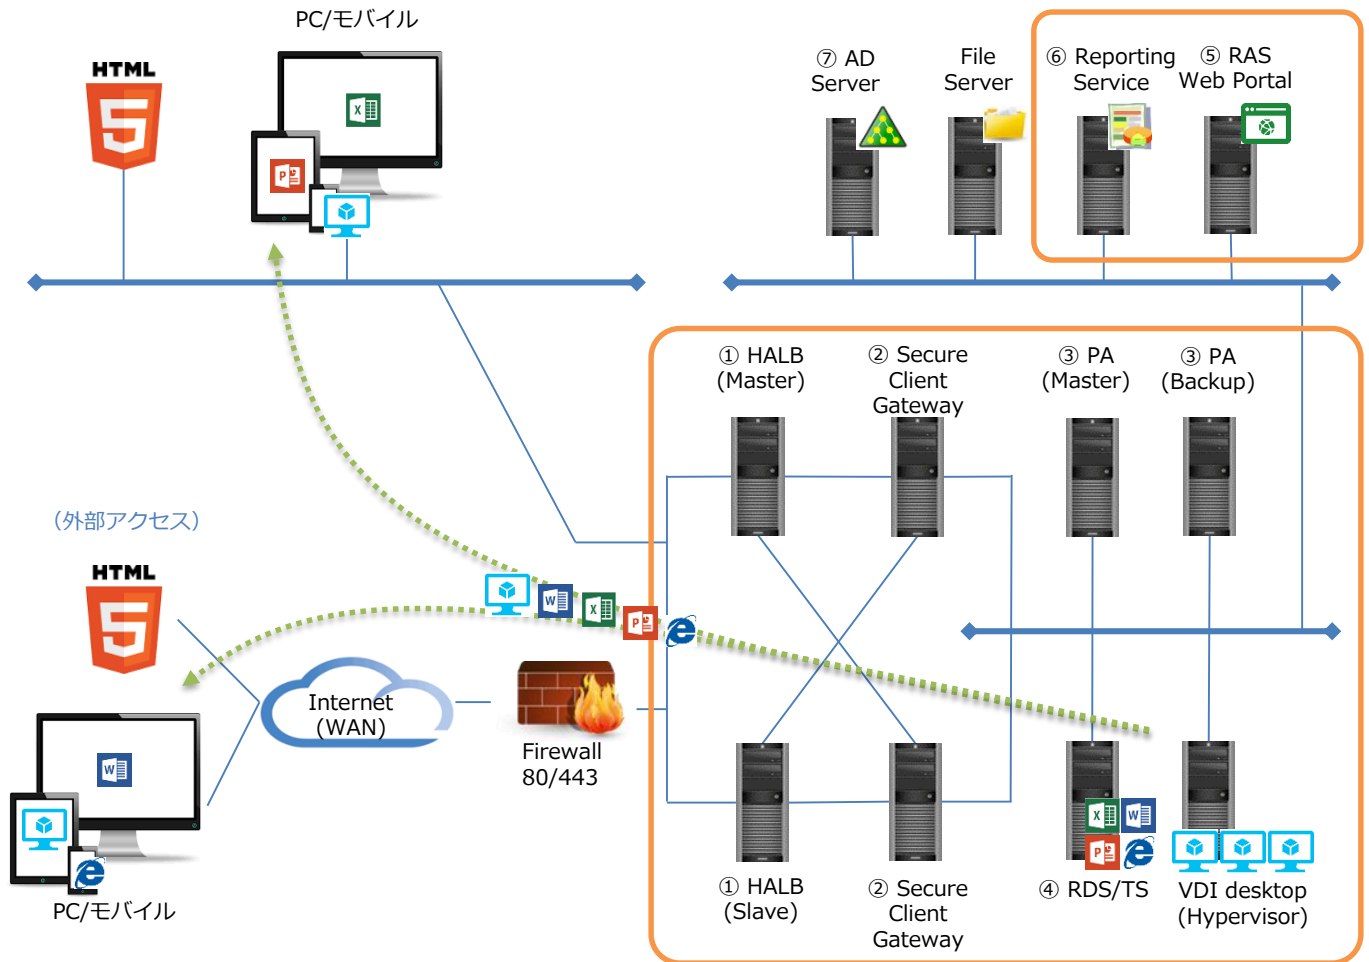 PC/モバイル
HTML
5
X
P
⑦ AD
Server
File
Server
⑥ Reporting
Service
⑤ RAS
Web Portal
① HALB
(Master)
② Secure
Client
Gateway
③ PA
(Master)
③ PA
(Backup)
（外部アクセス）
HTML
5
W
X
P
e
Internet
(WAN)
Firewall
80/443
W
e
PC/モバイル
① HALB
(Slave)
② Secure
Client
Gateway
X
W
P
e
④ RDS/TS
VDI desktop
(Hypervisor)